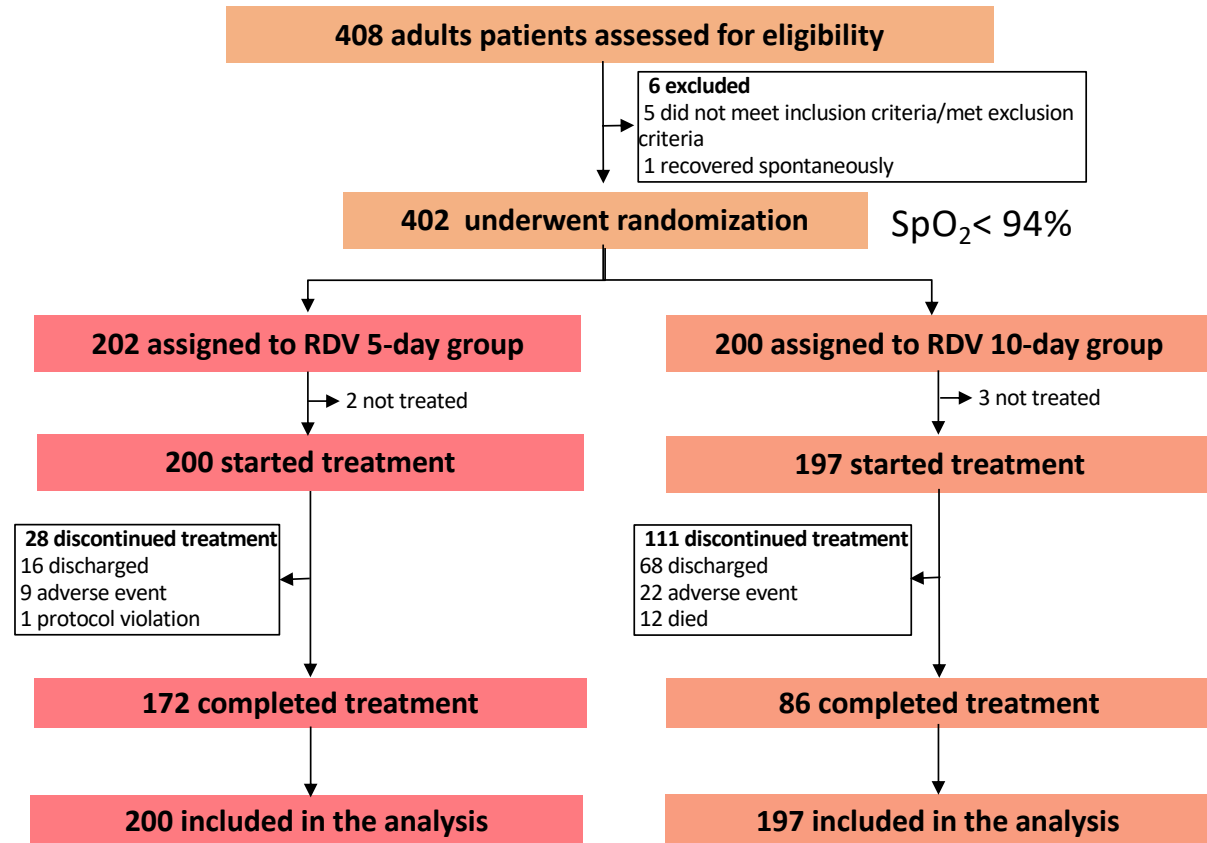 408 adults patients assessed for eligibility
6 excluded
5 did not meet inclusion criteria/met exclusion
criteria
1 recovered spontaneously
402 underwent randomization
SpO₂< 94%
202 assigned to RDV 5-day group
200 assigned to RDV 10-day group
2 not treated
3 not treated
200 started treatment
197 started treatment
28 discontinued treatment
16 discharged
9 adverse event
1 protocol violation
111 discontinued treatment
68 discharged
22 adverse event
12 died
172 completed treatment
86 completed treatment
200 included in the analysis
197 included in the analysis